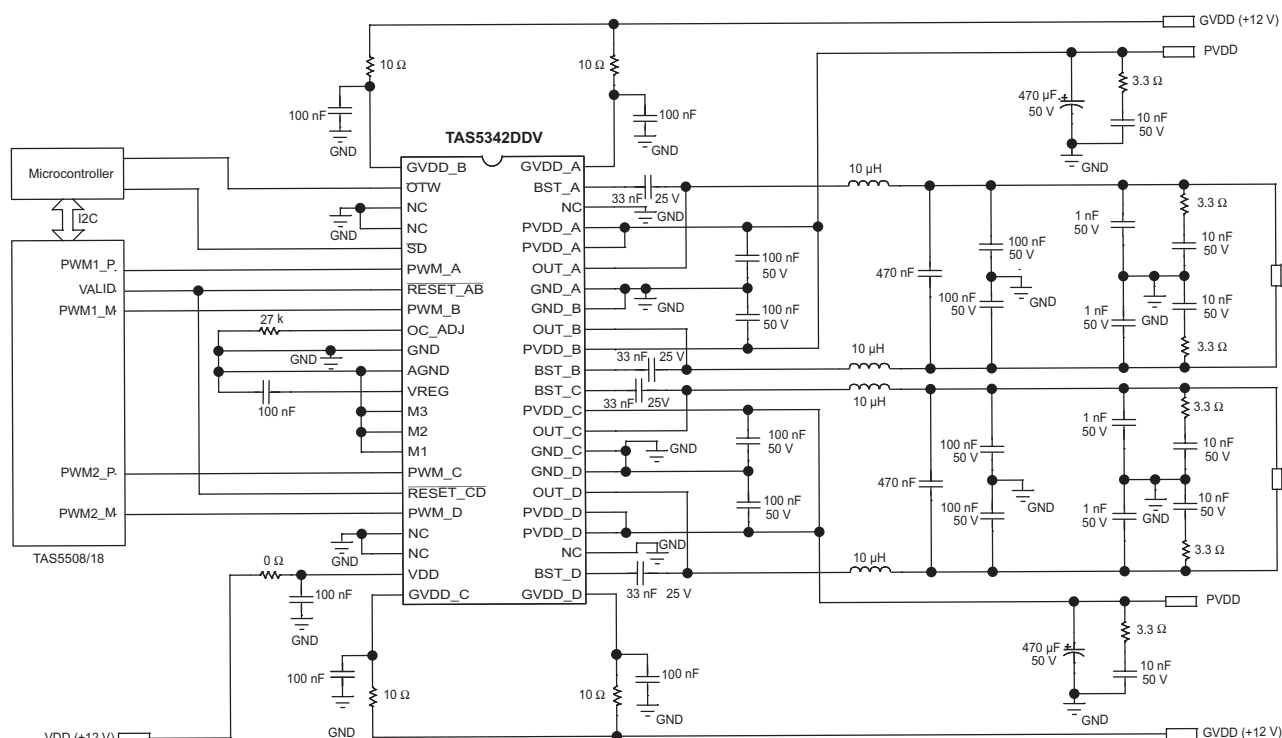 GVDD (+12 V)
PVDD
10 Ω
10 Ω
3.3 Ω
470 µF
50 V
10 nF
50 V
100 nF
100 nF
GND
GND
GND
TAS5342DDV
Microcontroller
I2C
GVDD_B
OTW
NC
NC
SD
PWM_A
RESET_AB
PWM_B
OC_ADJ
GND
AGND
VREG
M3
M2
M1
PWM_C
RESET_CD
PWM_D
NC
NC
VDD
GVDD_C
GVDD_A
BST_A
NC
PVDD_A
PVDD_A
OUT_A
GND_A
GND_B
OUT_B
PVDD_B
BST_B
BST_C
PVDD_C
OUT_C
GND_C
GND_D
OUT_D
PVDD_D
PVDD_D
NC
BST_D
GVDD_D
PWM1_P
VALID
PWM1_M
PWM2_P
PWM2_M
TAS5508/18
GND
27 k
GND
100 nF
GND
0 Ω
100 nF
GND
100 nF
10 Ω
GND
VDD (+12 V)
33 nF 25 V
GND
10 µH
100 nF
50 V
GND
100 nF
50 V
33 nF 25 V
10 µH
470 nF
100 nF
50 V
GND
100 nF
50 V
1 nF
50 V
GND
1 nF
50 V
3.3 Ω
10 nF
50 V
10 nF
50 V
3.3 Ω
33 nF 25V
10 µH
GND
100 nF
50 V
100 nF
50 V
GND
33 nF 25 V
10 µH
470 nF
100 nF
50 V
GND
100 nF
50 V
1 nF
50 V
GND
1 nF
50 V
3.3 Ω
10 nF
50 V
10 nF
50 V
3.3 Ω
PVDD
3.3 Ω
470 µF
50 V
10 nF
50 V
GND
10 Ω
100 nF
GND
GVDD (+12 V)